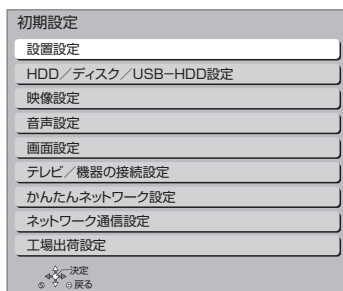 初期設定
設置設定
HDD／ディスク／USB−HDD設定
映像設定
音声設定
画面設定
テレビ／機器の接続設定
かんたんネットワーク設定
ネットワーク通信設定
工場出荷設定
決定
戻る